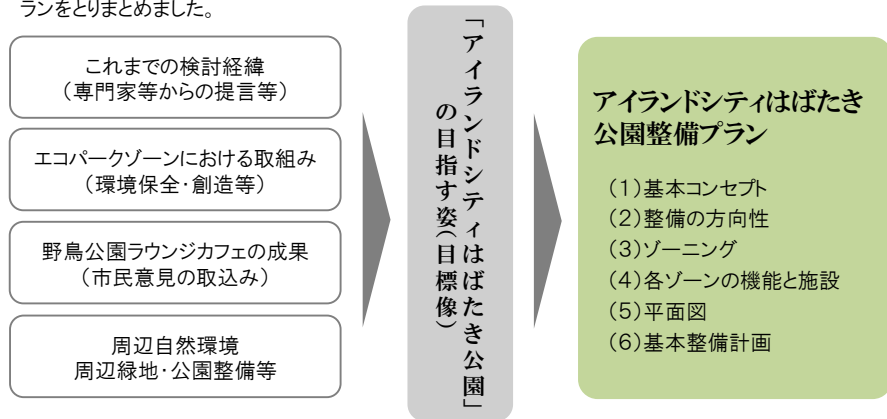 ランをとりまとめました。
これまでの検討経緯
（専門家等からの提言等）
エコパークゾーンにおける取組み
（環境保全・創造等）
野鳥公園ラウンジカフェの成果
（市民意見の取込み）
周辺自然環境
周辺緑地・公園整備等
「アイランドシティはばたき公園」
の目指す姿（目標像）
アイランドシティはばたき
公園整備プラン
（1）基本コンセプト
（2）整備の方向性
（3）ゾーニング
（4）各ゾーンの機能と施設
（5）平面図
（6）基本整備計画